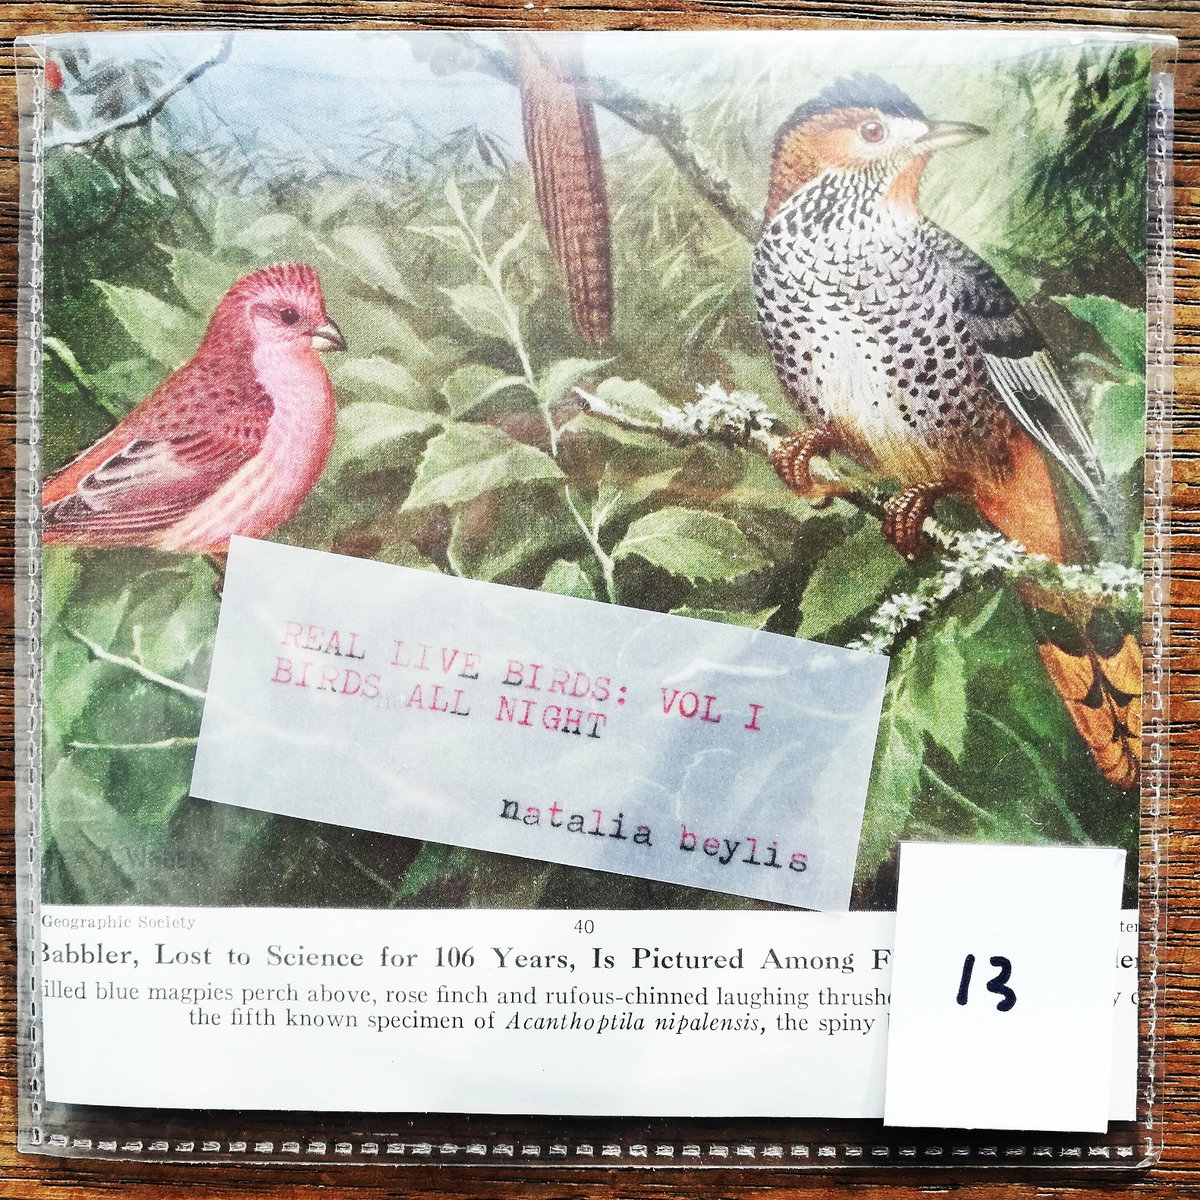 REAL LIVE BIRDS: VOL I
BIRDS ALL NIGHT
natalia beylis
Geographic Society
40
Babbler, Lost to Science for 106 Years, Is Pictured Among F
illed blue magpies perch above, rose finch and rufous-chinned laughing thrush
the fifth known specimen of Acanthoptila nipalensis, the spiny
13